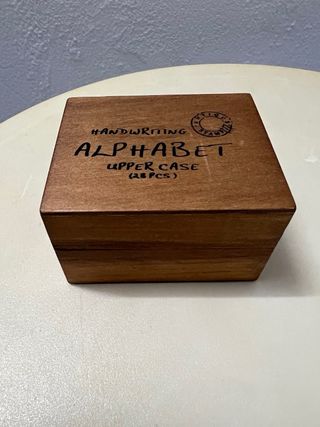 HANDWRITING
ALPHABET
UPPER CASE
(28 PCS)